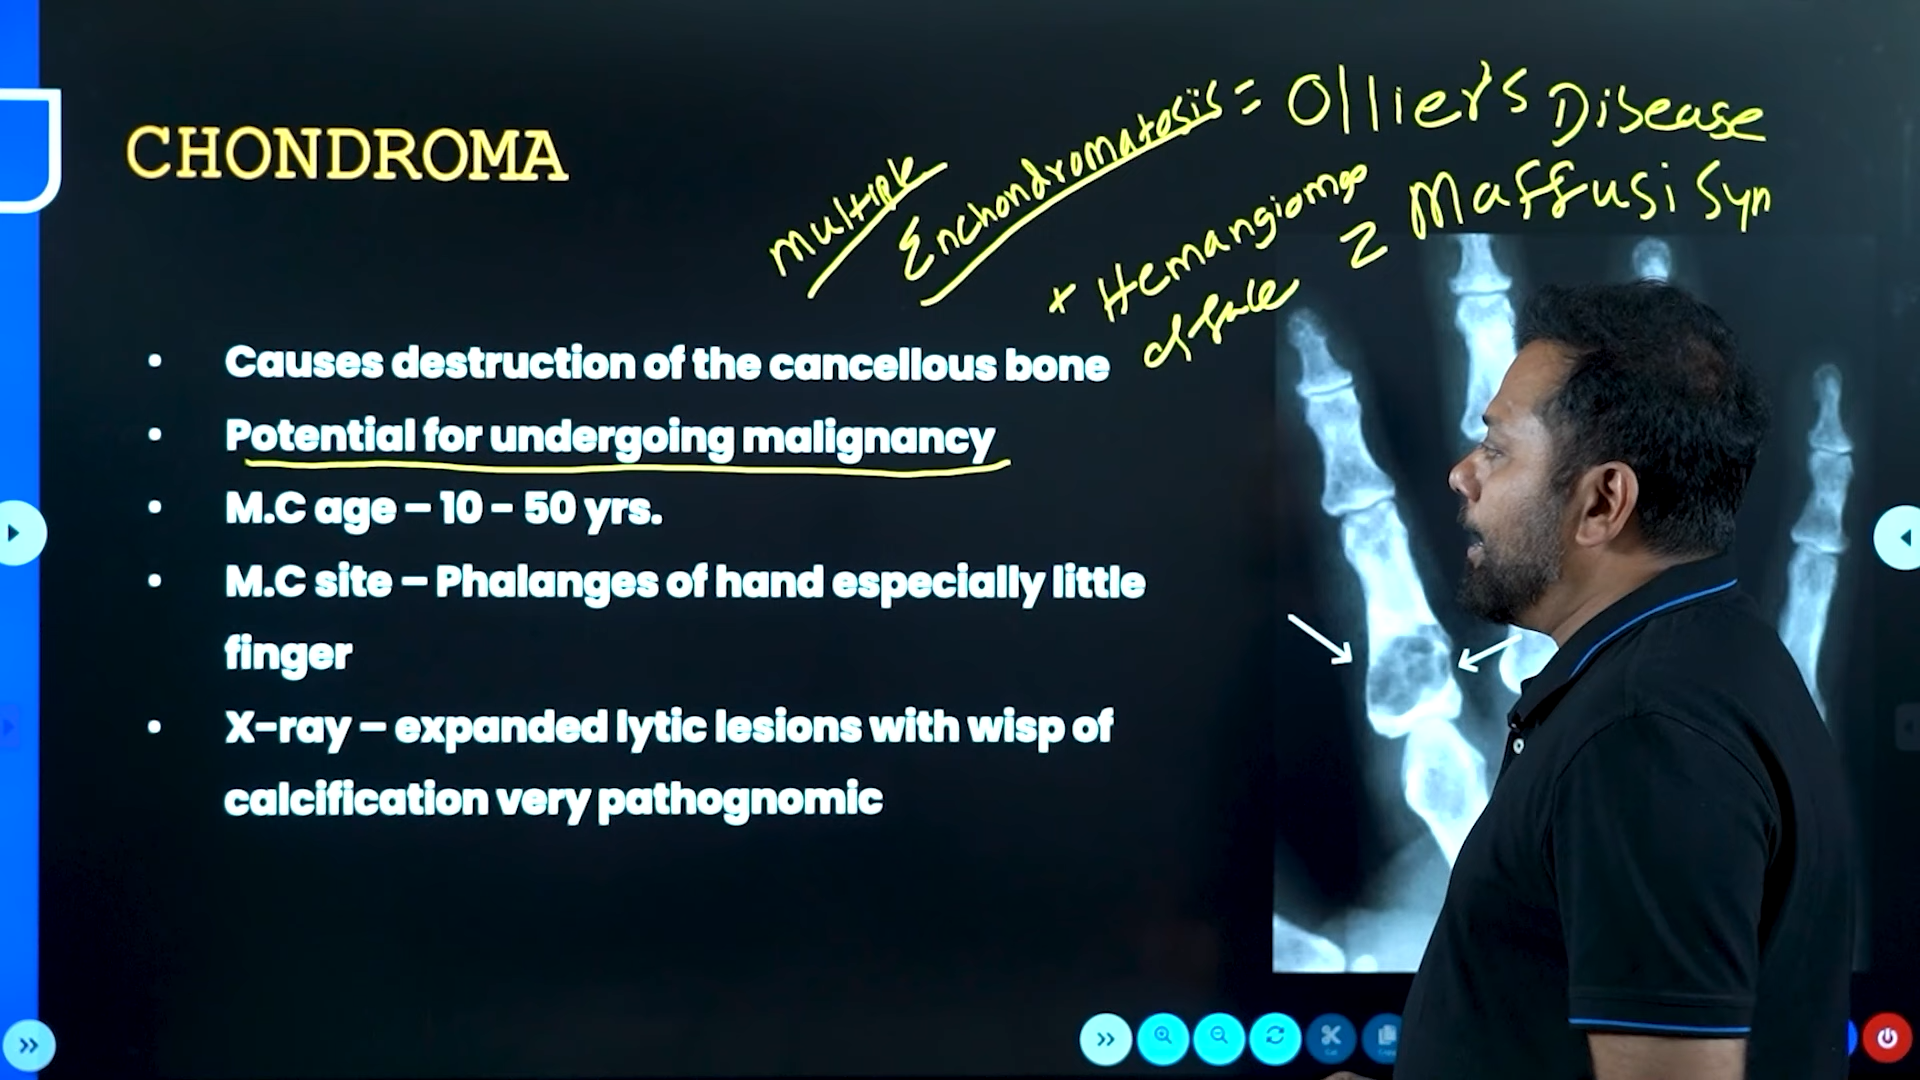 CHONDROMA
multiple
Enchondromatosis = Ollier's Disease
+ Hemangioma
= Maffusi Syn
• Causes destruction of the cancellous bone
• Potential for undergoing malignancy
• M.C age – 10 – 50 yrs.
• M.C site – Phalanges of hand especially little
finger
• X-ray – expanded lytic lesions with wisp of
calcification very pathognomic